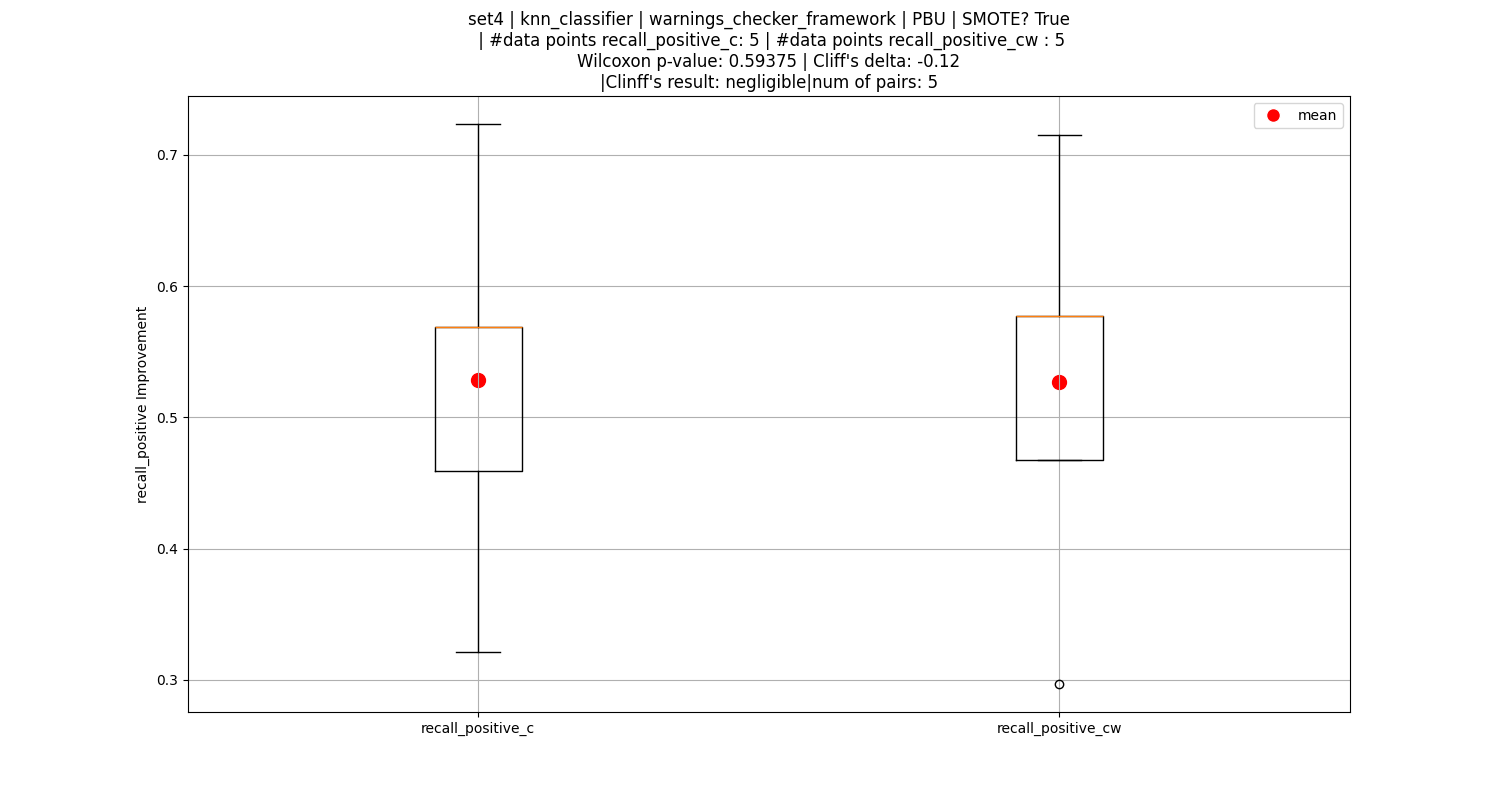 set4 | knn_classifier | warnings_checker_framework | PBU | SMOTE? True
| #data points recall_positive_c: 5 | #data points recall_positive_cw : 5
Wilcoxon p-value: 0.59375 | Cliff's delta: -0.12
|Clinff's result: negligible|num of pairs: 5
mean
recall_positive Improvement
0.7
0.6
0.5
0.4
0.3
recall_positive_c
recall_positive_cw